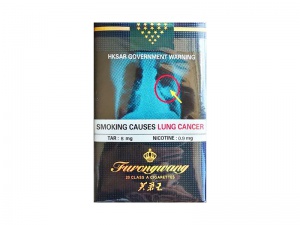 HKSAR GOVERNMENT WARNING
SMOKING CAUSES LUNG CANCER
TAR : 6 mg NICOTINE : 0.9 mg
Furongwang
20 CLASS A CIGARETTES
芙蓉王